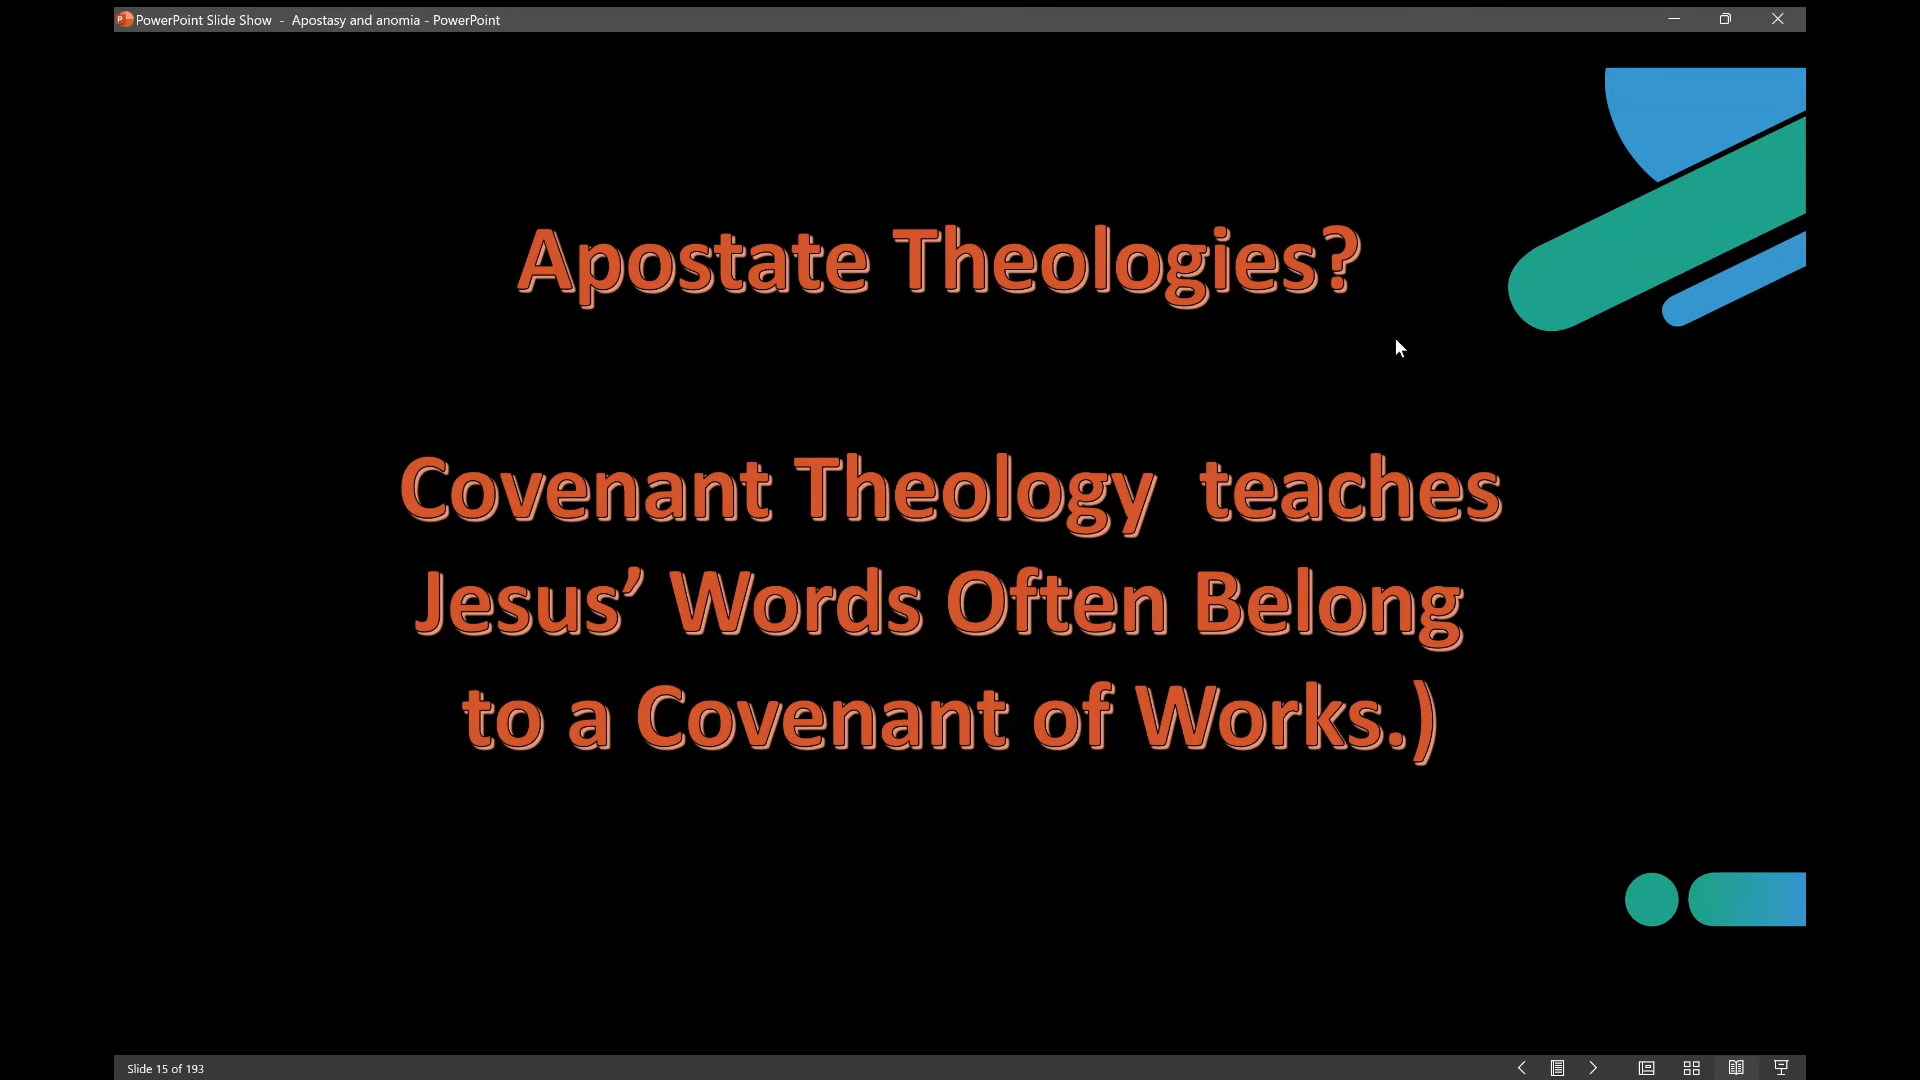 PowerPoint Slide Show - Apostasy and anomia - PowerPoint
Apostate Theologies?
Covenant Theology teaches
Jesus’ Words Often Belong
to a Covenant of Works.)
Slide 15 of 193